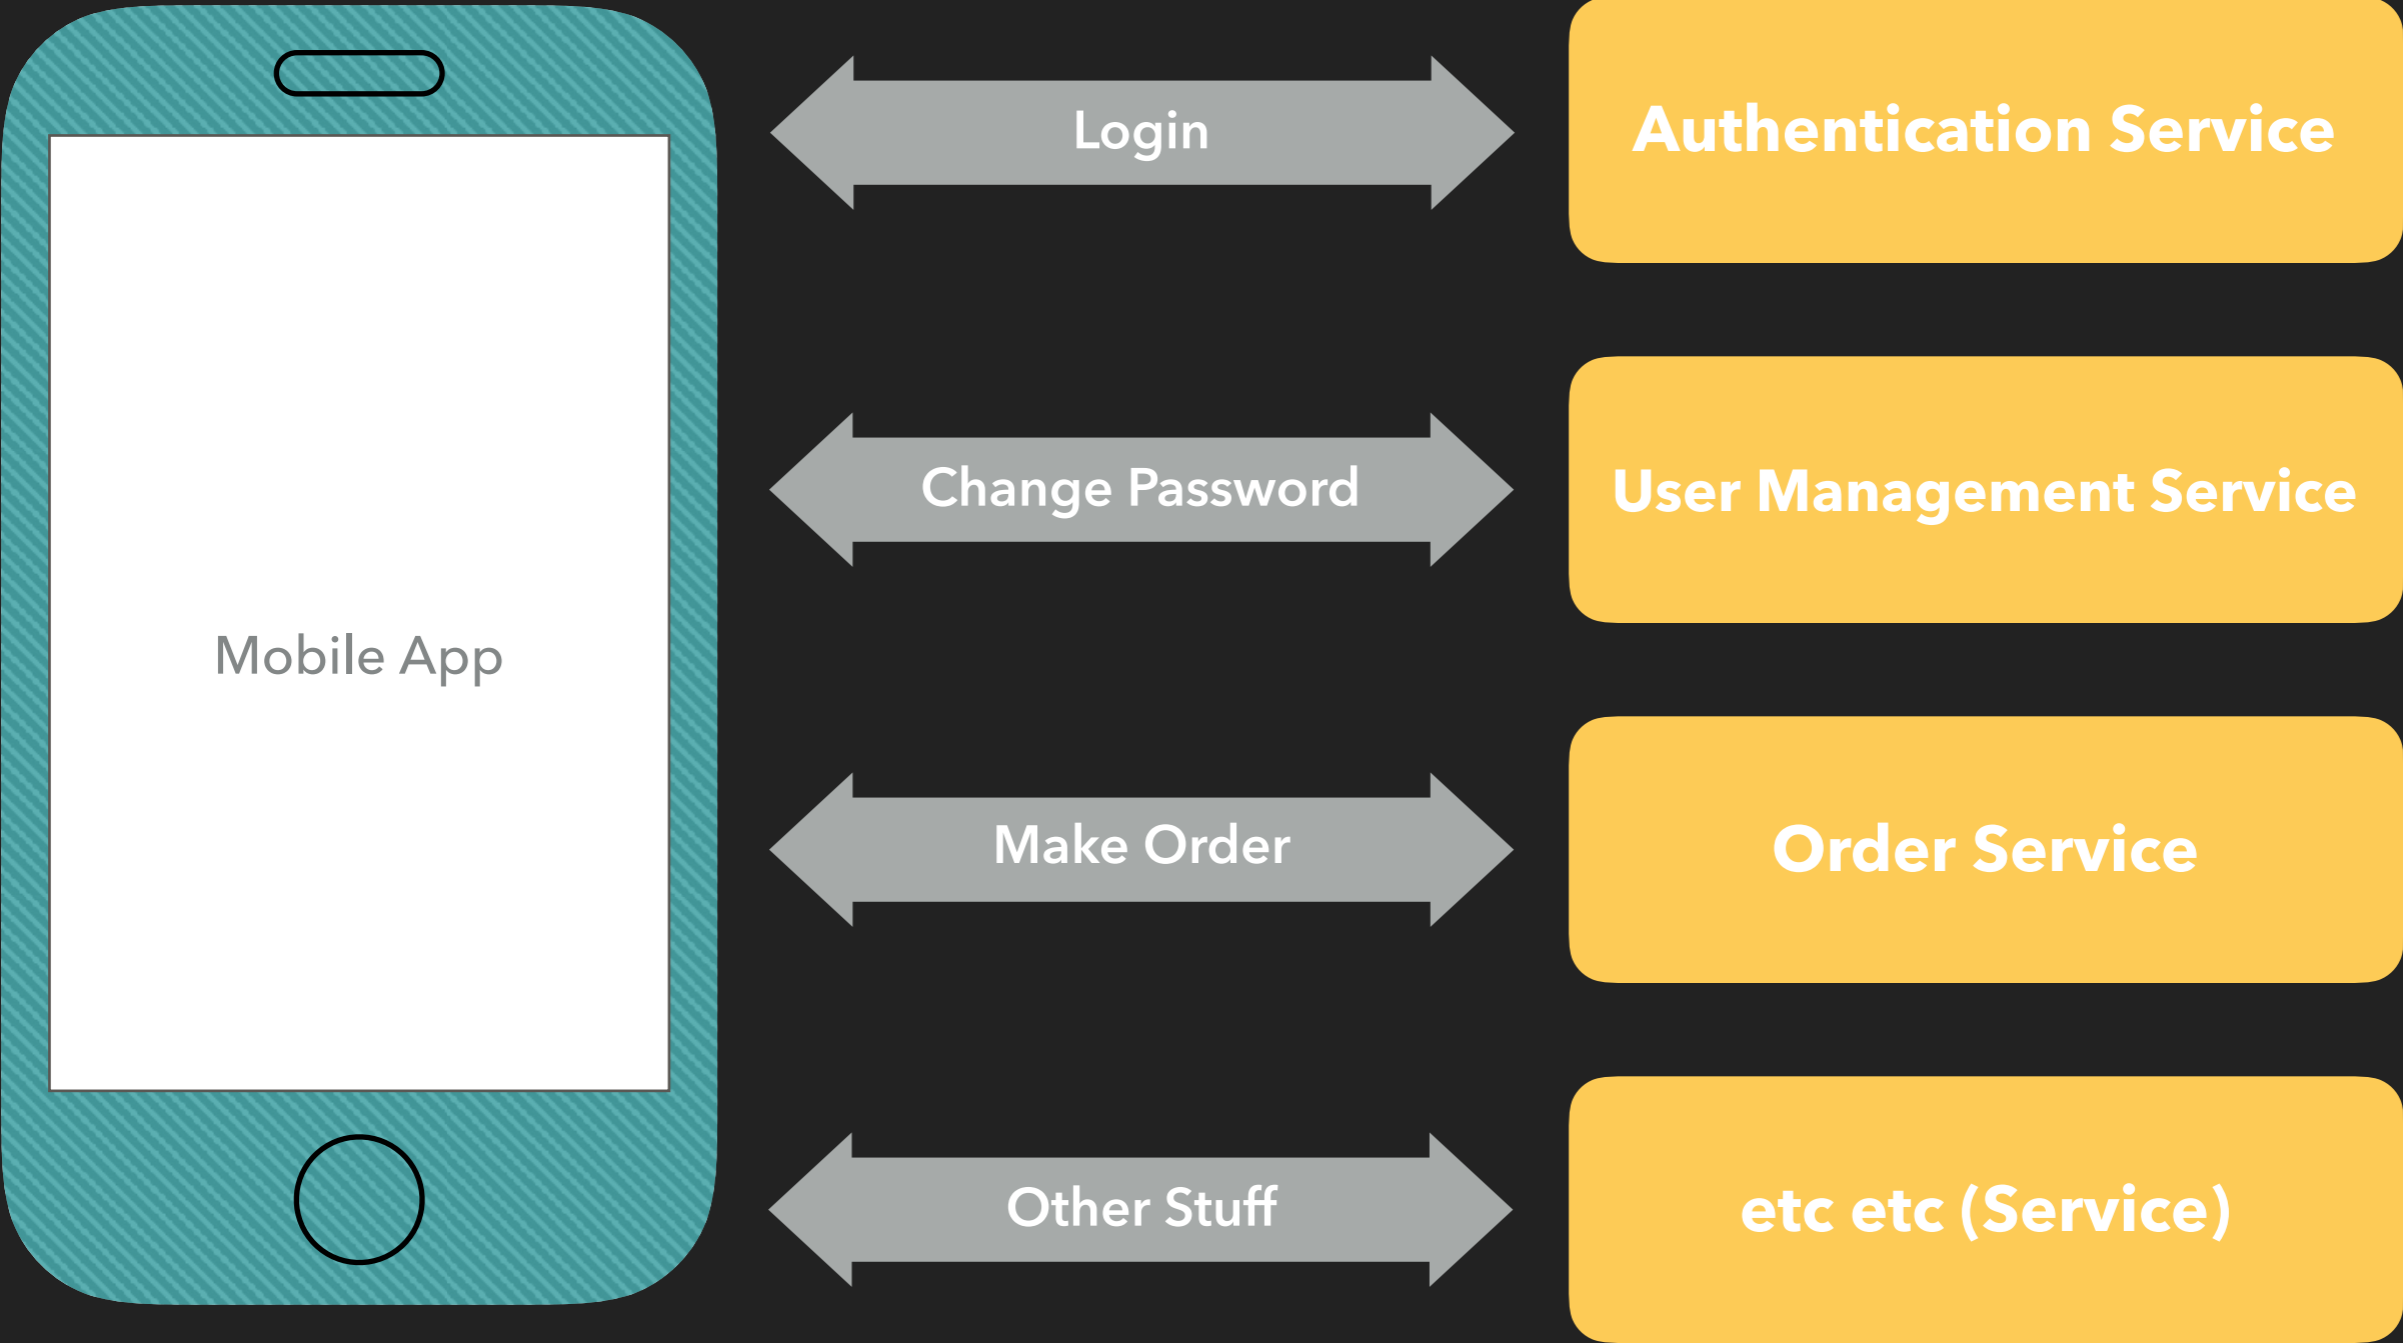 Login
Authentication Service
Change Password
User Management Service
Mobile App
Make Order
Order Service
Other Stuff
etc etc (Service)